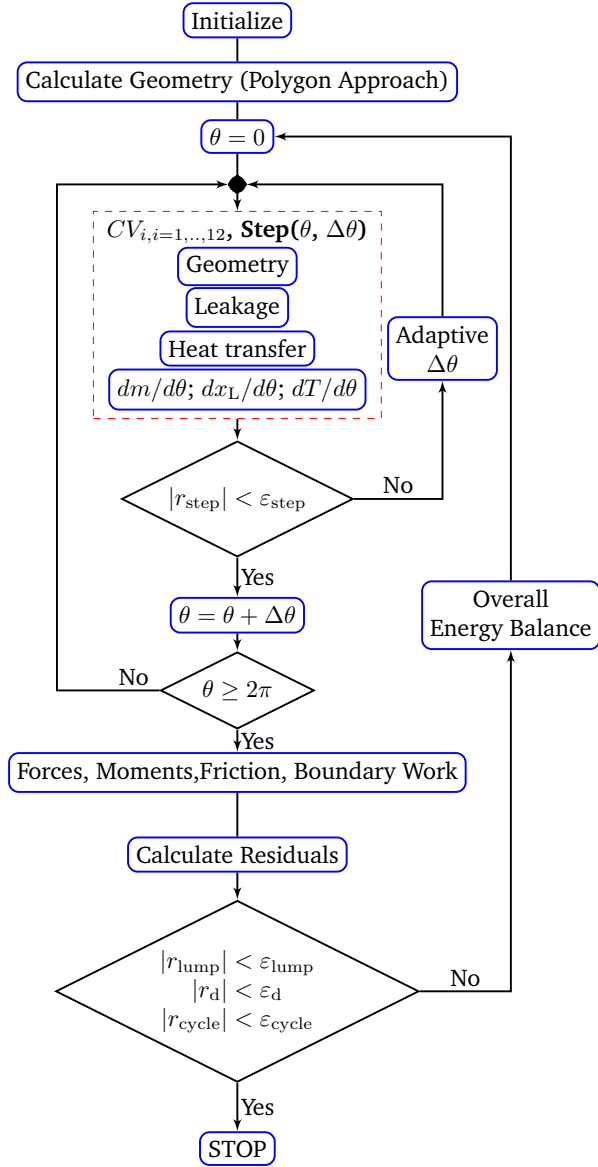 Initialize
Calculate Geometry (Polygon Approach)
θ = 0
CV_{i,i=1,..,12}, Step(θ, Δθ)
Geometry
Leakage
Heat transfer
dm/dθ; dx_L/dθ; dT/dθ
Adaptive
Δθ
|r_step| < ε_step
No
Yes
θ = θ + Δθ
Overall
Energy Balance
θ ≥ 2π
No
Yes
Forces, Moments,Friction, Boundary Work
Calculate Residuals
|r_lump| < ε_lump
|r_d| < ε_d
|r_cycle| < ε_cycle
No
Yes
STOP